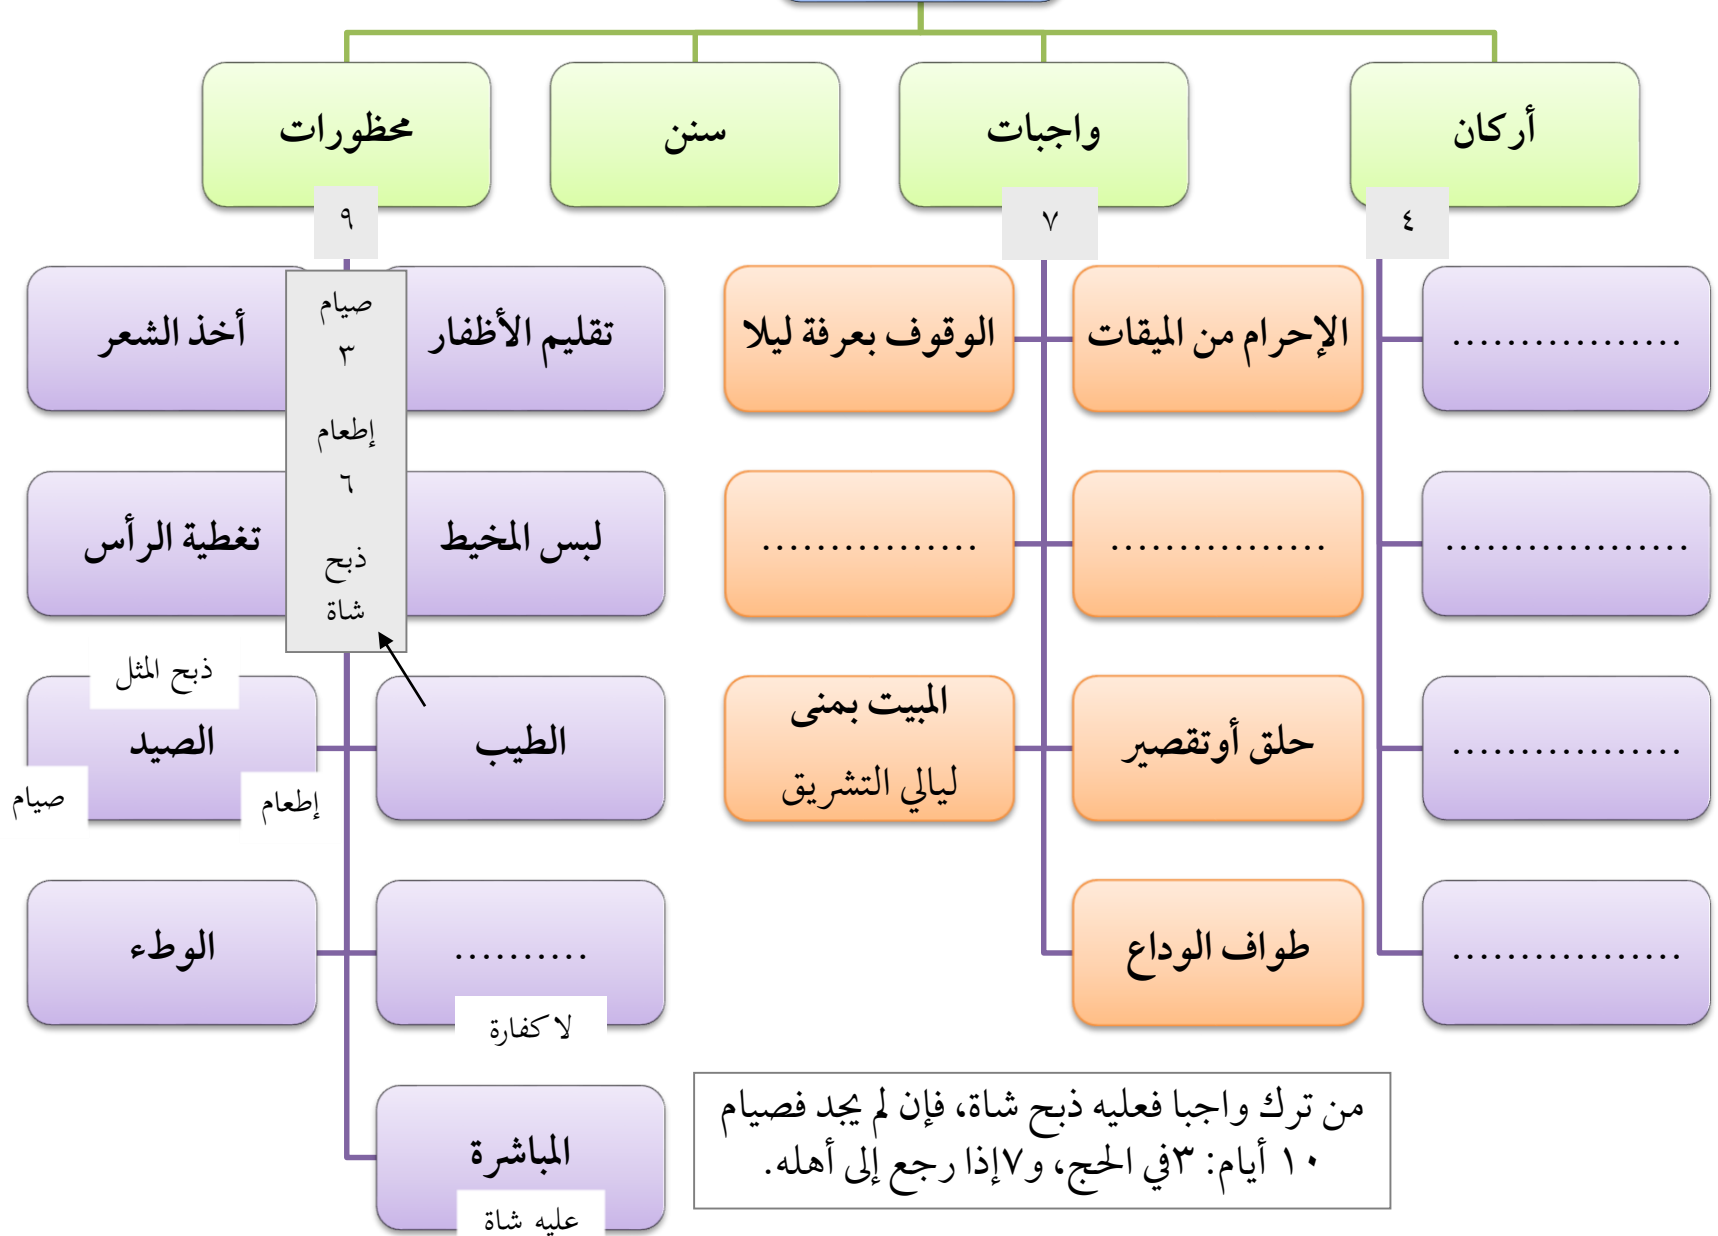 أركان
واجبات
سنن
محظورات
٤
٧
٩
.................
..................
.................
.................
الإحرام من الميقات
الوقوف بعرفة ليلا
................
................
حلق أوتقصير
المبيت بمنى
ليالي التشريق
طواف الوداع
تقليم الأظفار
أخذ الشعر
صيام
٣
إطعام
٦
ذبح
شاة
لبس المخيط
تغطية الرأس
الطيب
ذبح المثل
الصيد
إطعام
صيام
..........
لاكفارة
الوطء
المباشرة
عليه شاة
من ترك واجبا فعليه ذبح شاة، فإن لم يجد فصيام
١٠ أيام: ٣في الحج، و٧إذا رجع إلى أهله.